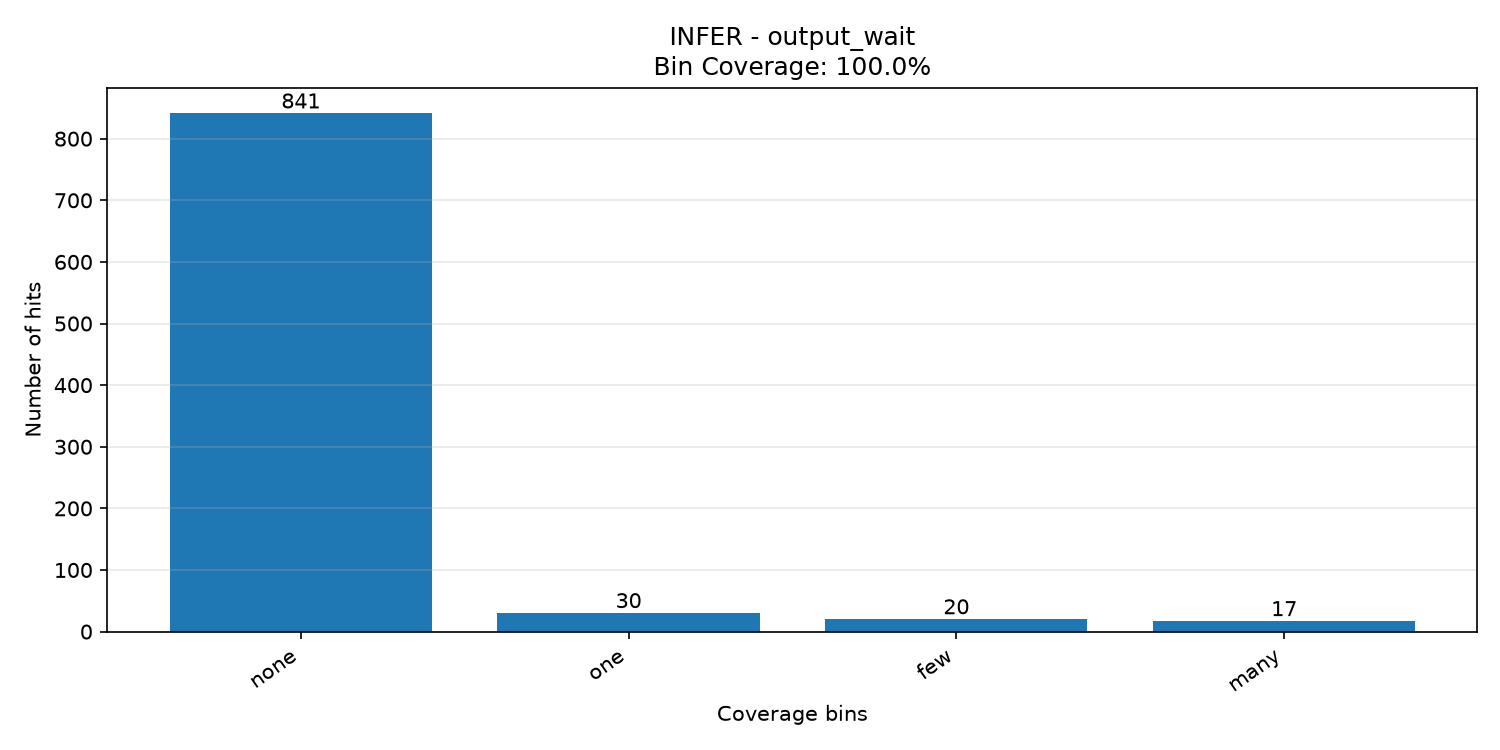 INFER - output_wait
Bin Coverage: 100.0%
Number of hits
800
700
600
500
400
300
200
100
0
841
30
20
17
none
one
few
many
Coverage bins